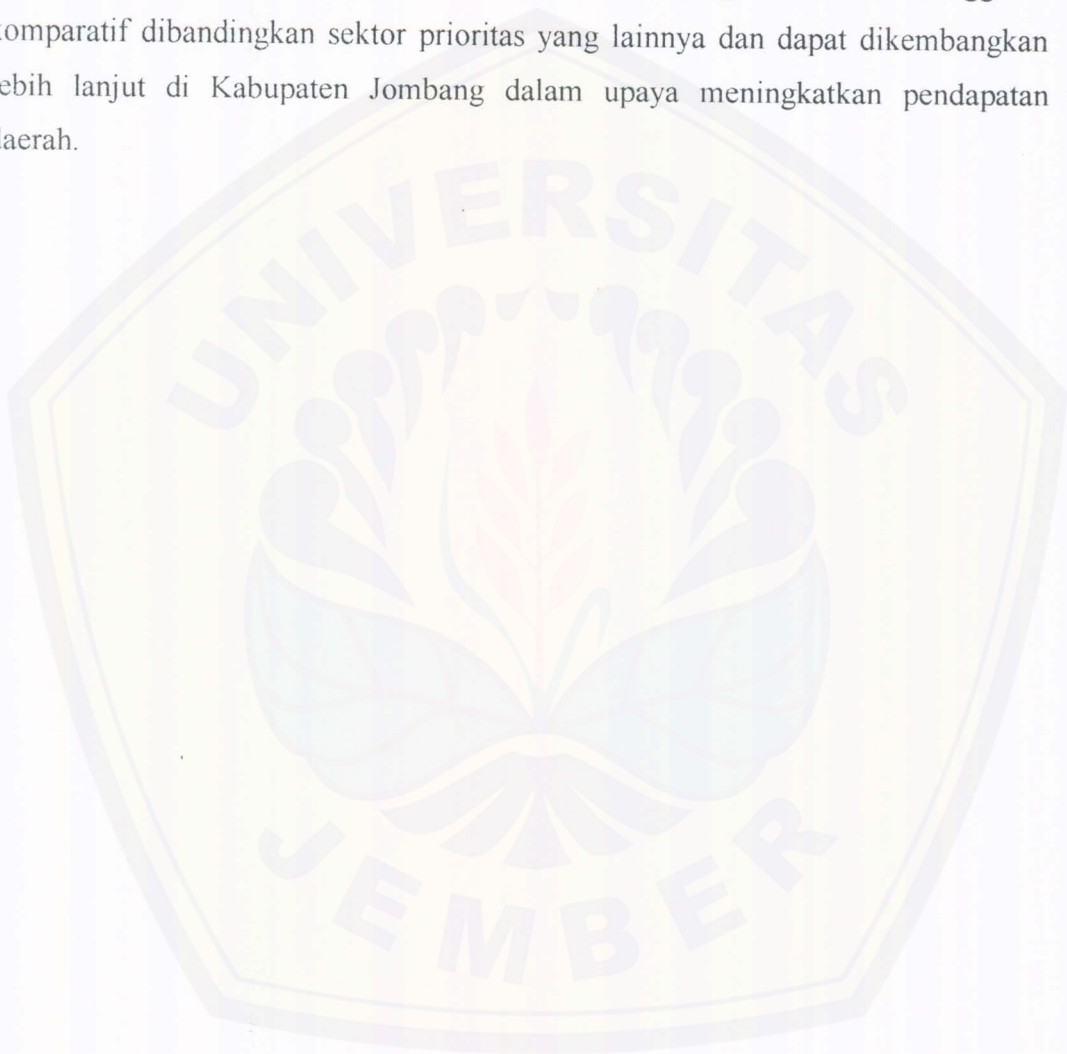 komparatif dibandingkan sektor prioritas yang lainnya dan dapat dikembangkan
lebih lanjut di Kabupaten Jombang dalam upaya meningkatkan pendapatan
daerah.
UNIVERSITAS
JEMBER